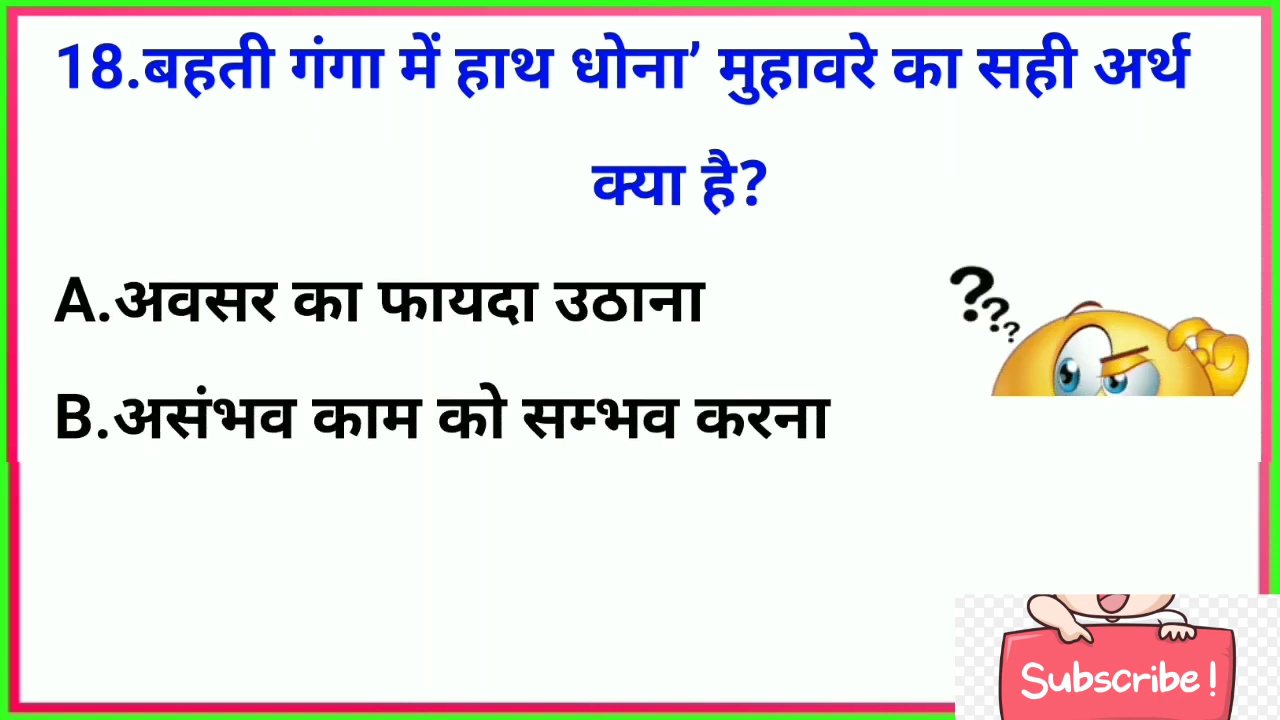 18.बहती गंगा में हाथ धोना’ मुहावरे का सही अर्थ
क्या है?
A.अवसर का फायदा उठाना
B.असंभव काम को सम्भव करना
???
Subscribe!